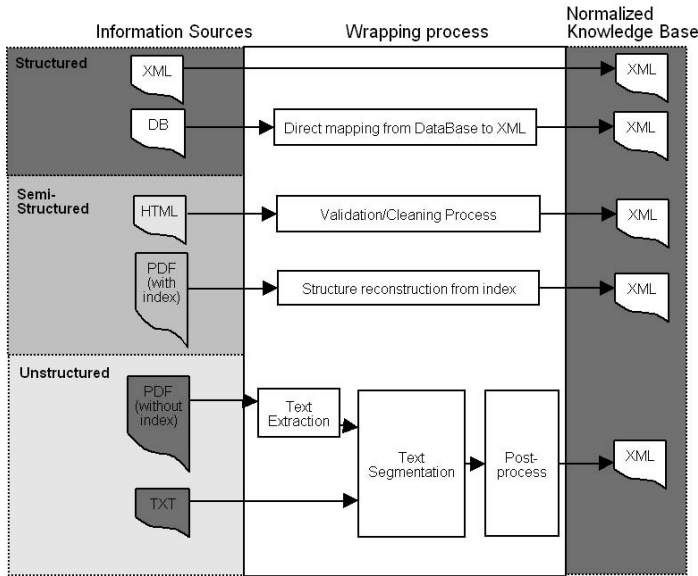 Information Sources
Wrapping process
Normalized
Knowledge Base
Structured
XML
XML
DB
Direct mapping from DataBase to XML
XML
Semi-
Structured
HTML
Validation/Cleaning Process
XML
PDF
(with
index)
Structure reconstruction from index
XML
Unstructured
PDF
(without
index)
Text
Extraction
Text
Segmentation
Post-
process
XML
TXT